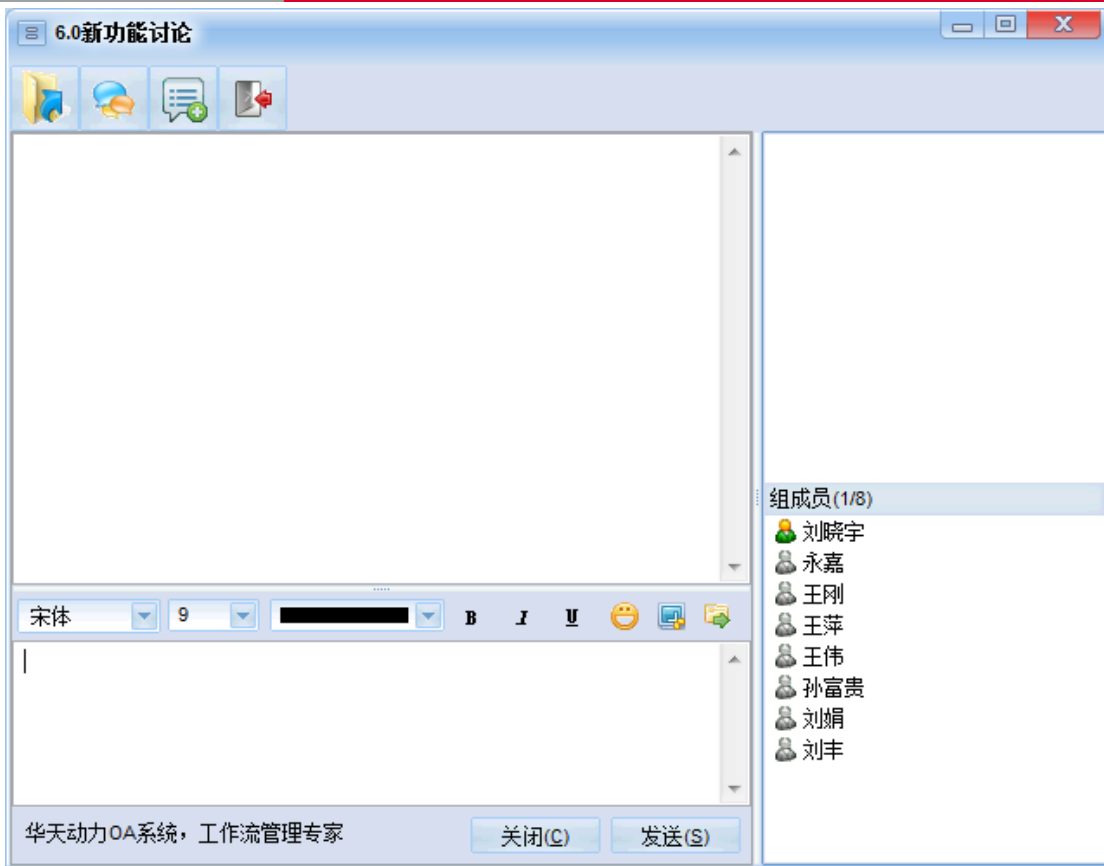 6.0新功能讨论
宋体
9
B
I
U
华天动力OA系统，工作流管理专家
关闭(C)
发送(S)
组成员(1/8)
刘晓宇
永嘉
王刚
王萍
王伟
孙富贵
刘娟
刘丰